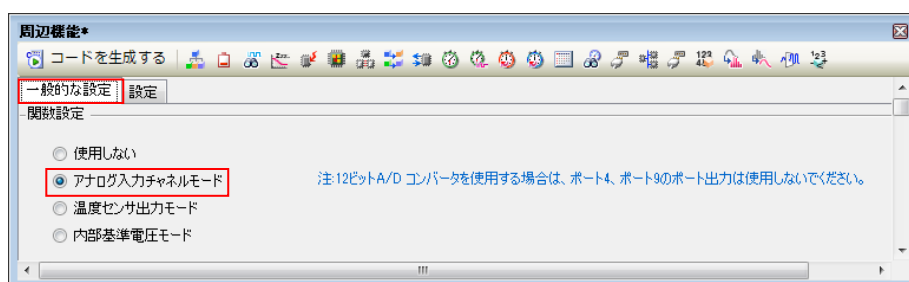 周辺機能*
コードを生成する
一般的な設定 設定
関数設定
使用しない
アナログ入力チャネルモード 注:12ビットA/D コンバータを使用する場合は、ポート4、ポート9のポート出力は使用しないでください。
温度センサ出力モード
内部基準電圧モード